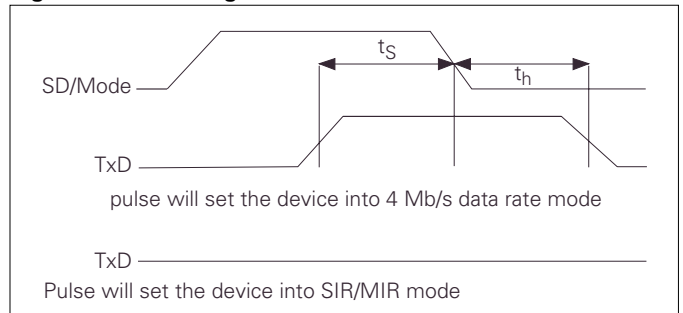 tS
th
SD/Mode
TxD
pulse will set the device into 4 Mb/s data rate mode
TxD
Pulse will set the device into SIR/MIR mode